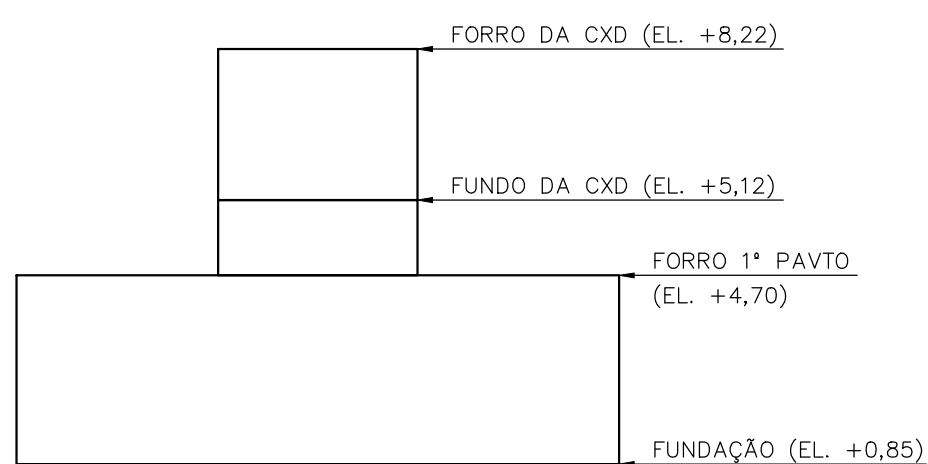 FORRO DA CXD (EL. +8,22)
FUNDO DA CXD (EL. +5,12)
FORRO 1º PAVTO
(EL. +4,70)
FUNDAÇÃO (EL. +0,85)